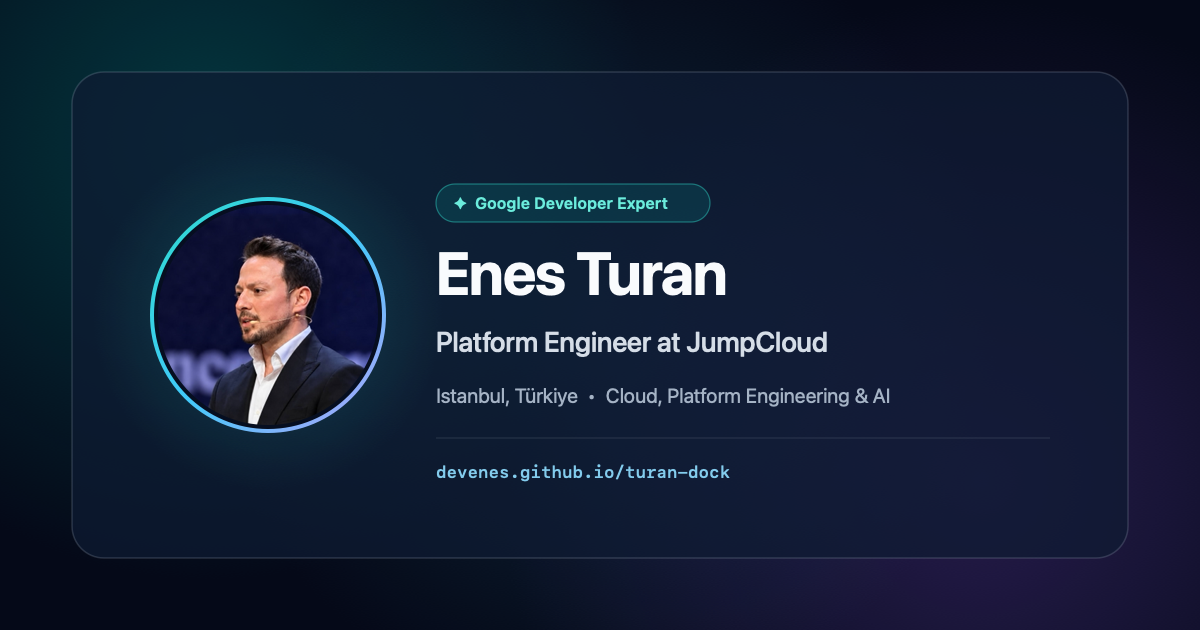 Google Developer Expert
Enes Turan
Platform Engineer at JumpCloud
Istanbul, Türkiye • Cloud, Platform Engineering & AI
devenes.github.io/turan-dock